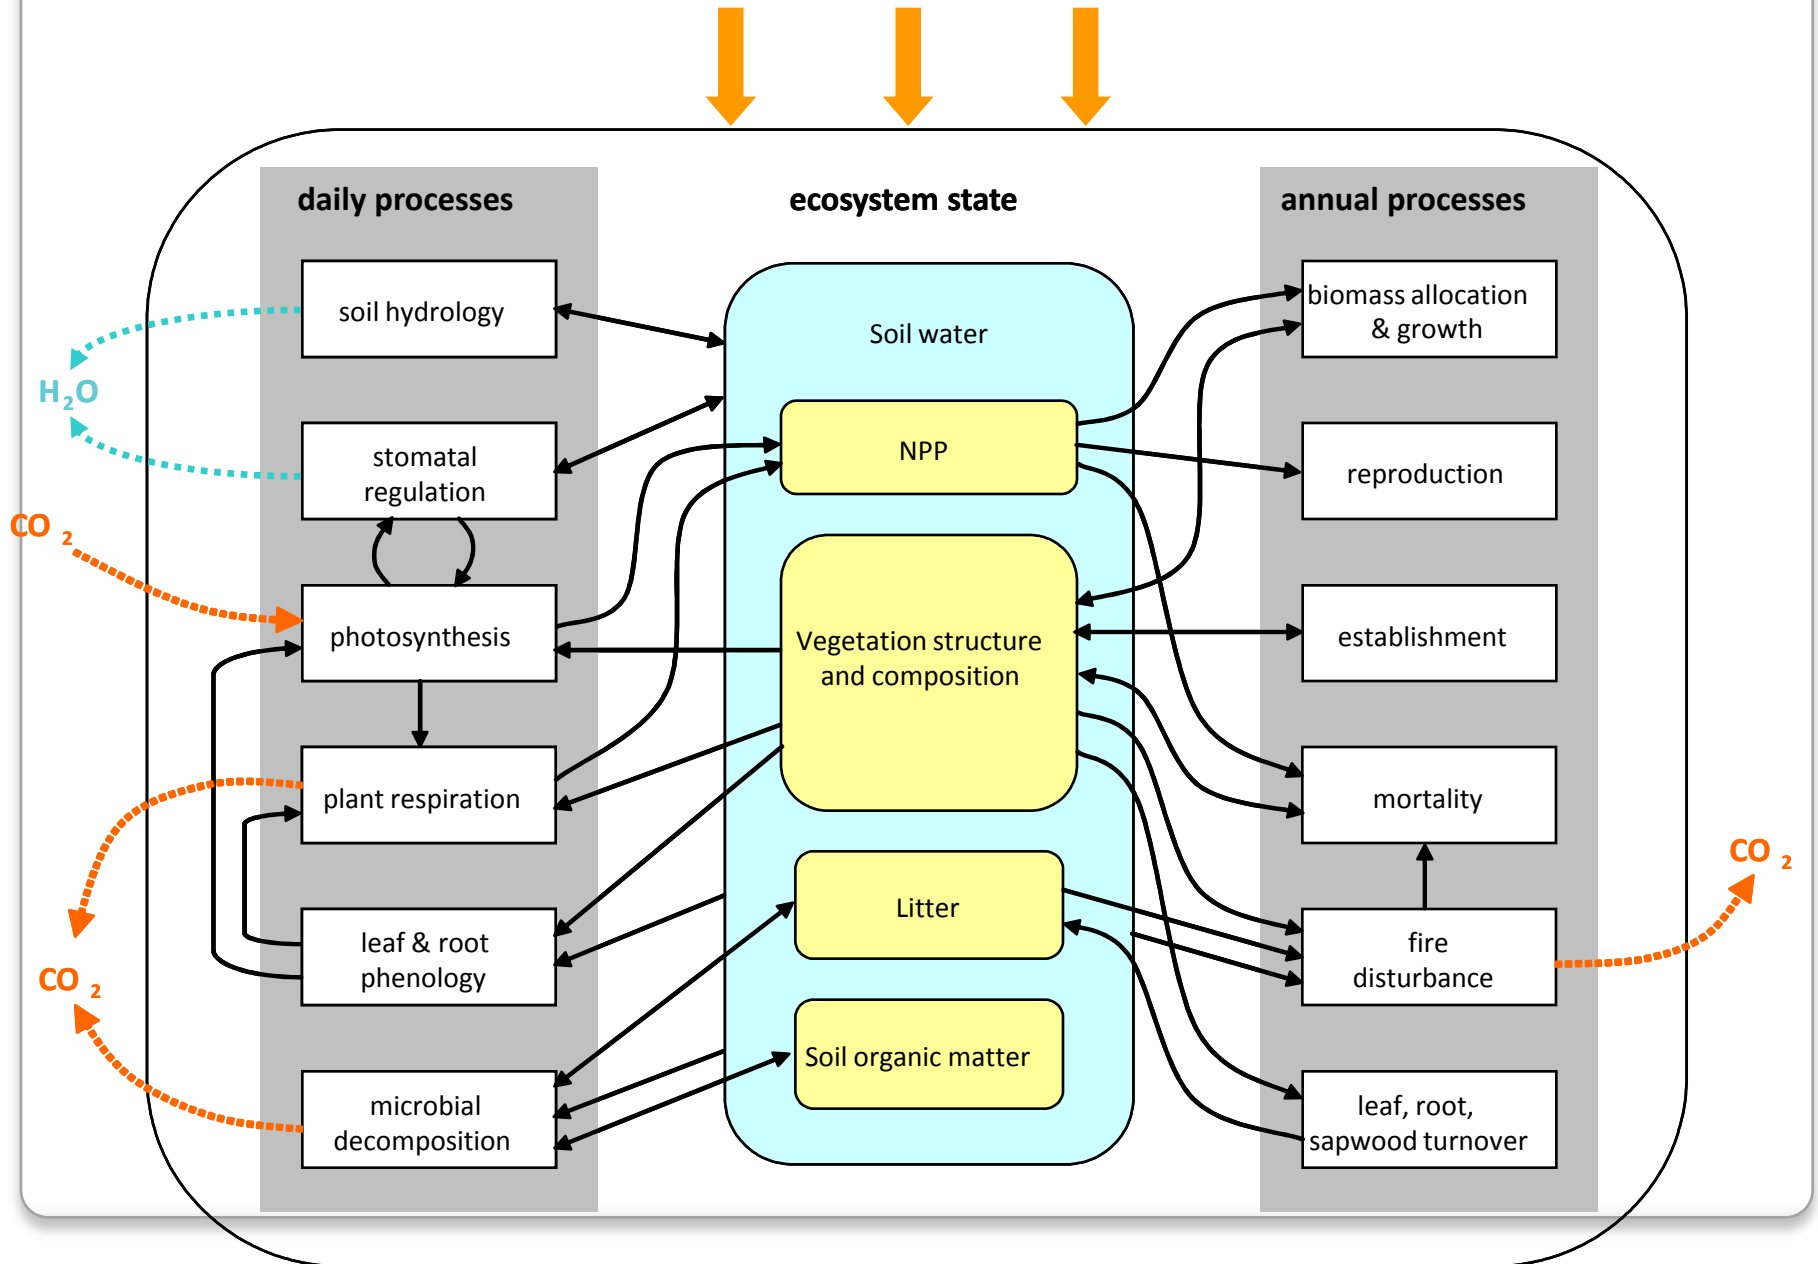 daily processes
ecosystem state
annual processes
soil hydrology
Soil water
biomass allocation
& growth
H₂O
stomatal
regulation
NPP
reproduction
CO ₂
photosynthesis
Vegetation structure
and composition
establishment
plant respiration
mortality
CO ₂
leaf & root
phenology
Litter
fire
disturbance
CO ₂
Soil organic matter
microbial
decomposition
leaf, root,
sapwood turnover